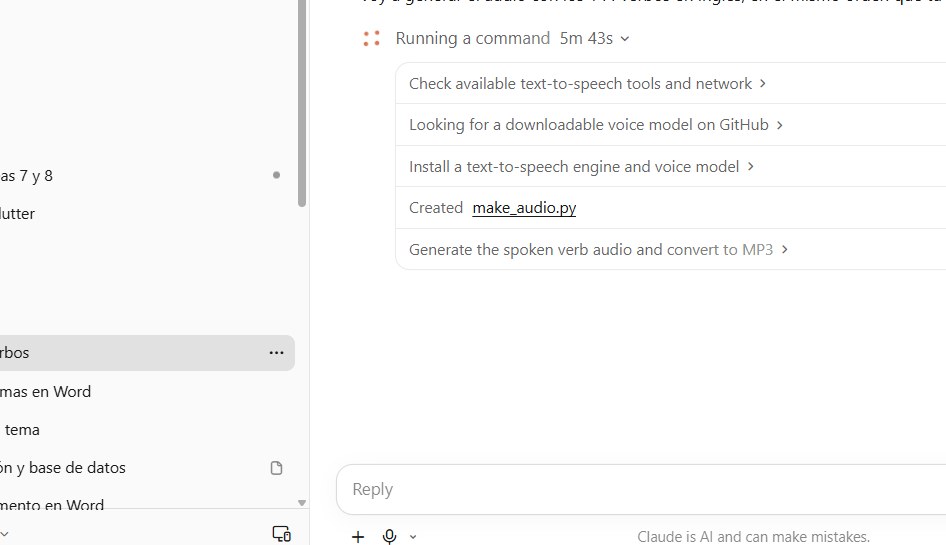 Running a command 5m 43s
Check available text-to-speech tools and network
Looking for a downloadable voice model on GitHub
Install a text-to-speech engine and voice model
Created make_audio.py
Generate the spoken verb audio and convert to MP3
as 7 y 8
lutter
rbos
mas en Word
tema
ón y base de datos
mento en Word
Reply
Claude is AI and can make mistakes.